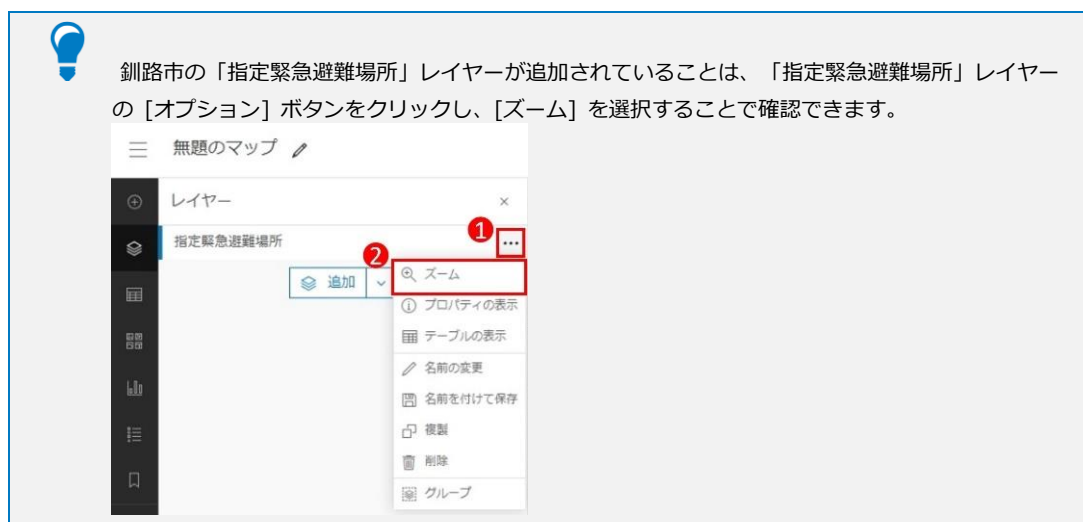 釧路市の「指定緊急避難場所」レイヤーが追加されていることは、「指定緊急避難場所」レイヤー
の [オプション] ボタンをクリックし、[ズーム] を選択することで確認できます。
無題のマップ
レイヤー
×
指定緊急避難場所
1
...
2
追加
ズーム
プロパティの表示
テーブルの表示
名前の変更
名前を付けて保存
複製
削除
グループ